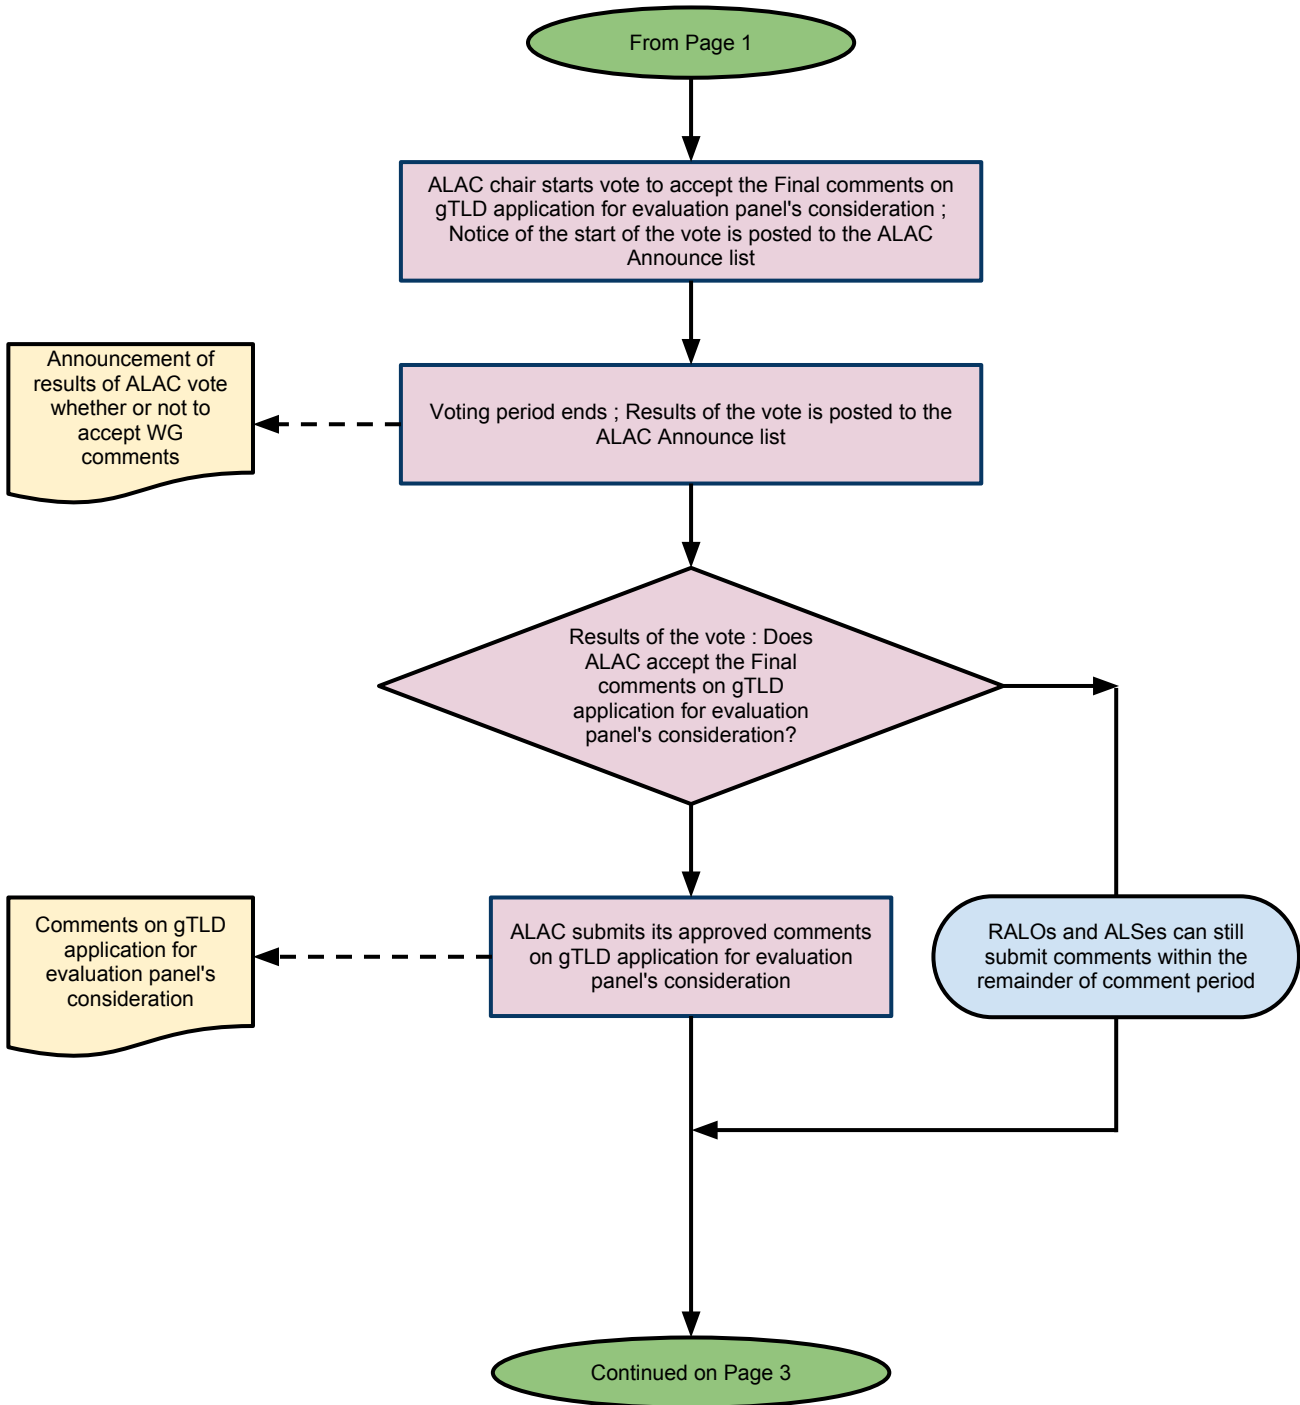 From Page 1
ALAC chair starts vote to accept the Final comments on
gTLD application for evaluation panel's consideration ;
Notice of the start of the vote is posted to the ALAC
Announce list
Announcement of
results of ALAC vote
whether or not to
accept WG
comments
Voting period ends ; Results of the vote is posted to the
ALAC Announce list
Results of the vote : Does
ALAC accept the Final
comments on gTLD
application for evaluation
panel's consideration?
Comments on gTLD
application for
evaluation panel's
consideration
ALAC submits its approved comments
on gTLD application for evaluation
panel's consideration
RALOs and ALSes can still
submit comments within the
remainder of comment period
Continued on Page 3